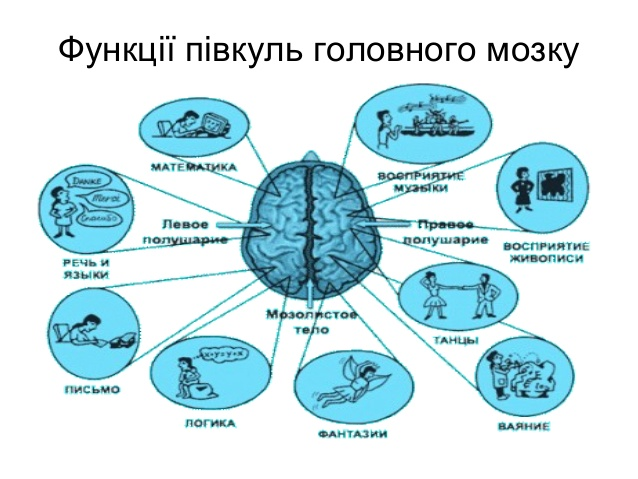 Функції півкуль головного мозку
МАТЕМАТИКА
ВОСПРИЯТИЕ
МУЗЫКИ
DANKE
Merci
Спасибо
Левое
полушарие
Правое
полушарие
РЕЧЬ И
ЯЗЫКИ
ВОСПРИЯТИЕ
ЖИВОПИСИ
Мозолистое
тело
ТАНЦЫ
x+y=y+x
ПИСЬМО
ЛОГИКА
ФАНТАЗИИ
ВАЯНИЕ